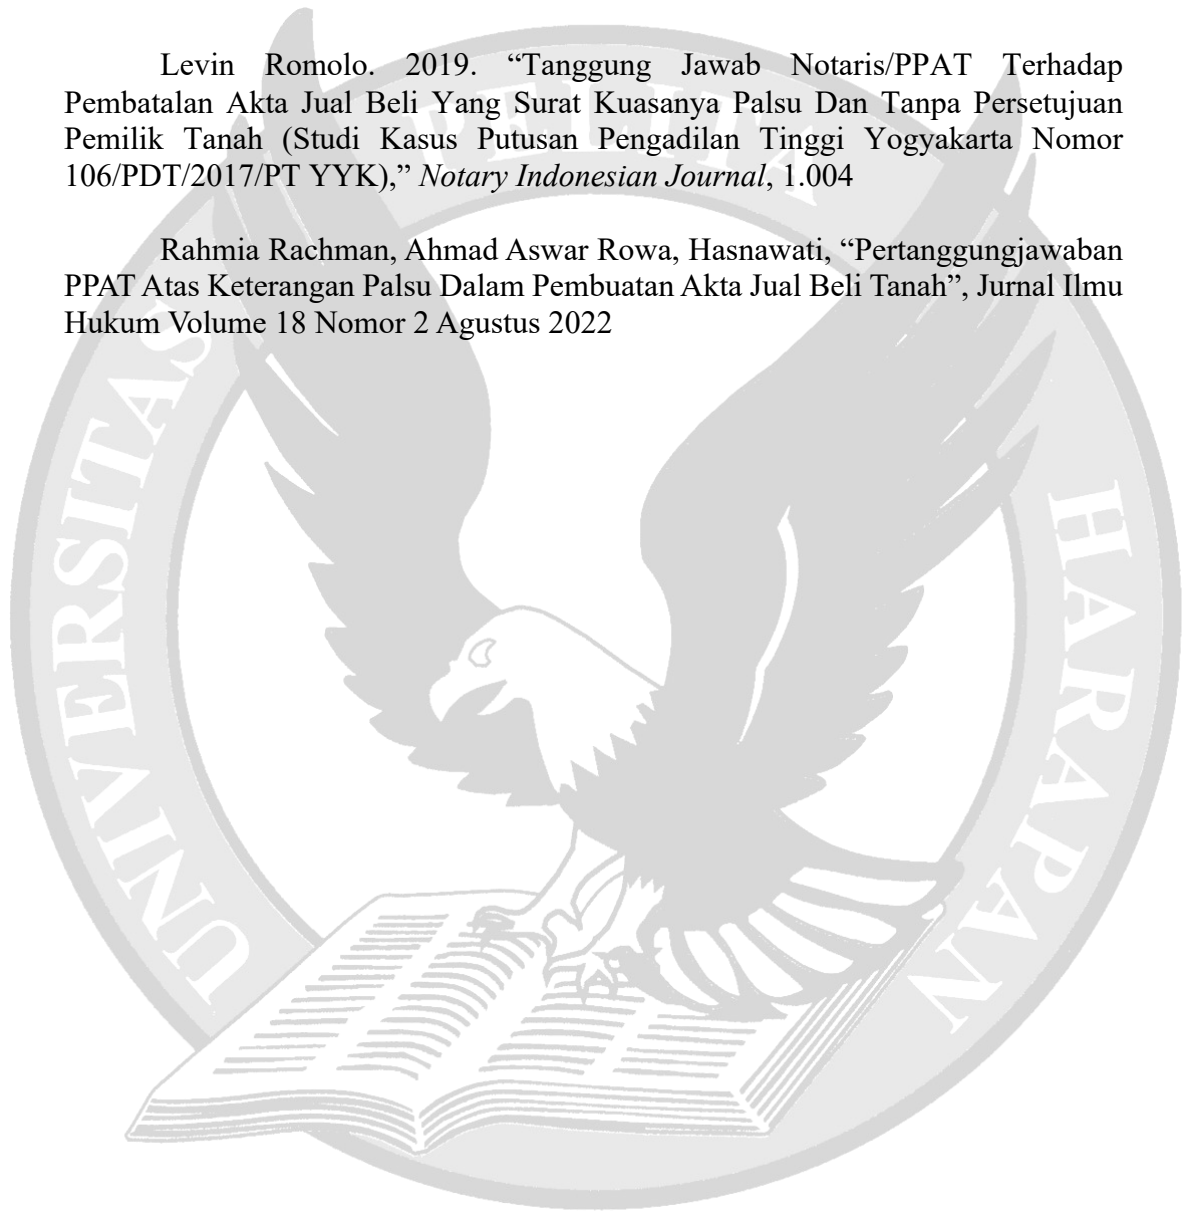 Levin Romolo. 2019. “Tanggung Jawab Notaris/PPAT Terhadap
Pembatalan Akta Jual Beli Yang Surat Kuasanya Palsu Dan Tanpa Persetujuan
Pemilik Tanah (Studi Kasus Putusan Pengadilan Tinggi Yogyakarta Nomor
106/PDT/2017/PT YYK),” Notary Indonesian Journal, 1.004
Rahmia Rachman, Ahmad Aswar Rowa, Hasnawati, “Pertanggungjawaban
PPAT Atas Keterangan Palsu Dalam Pembuatan Akta Jual Beli Tanah”, Jurnal Ilmu
Hukum Volume 18 Nomor 2 Agustus 2022
UNIVERSITAS
PELITA
HARAPAN